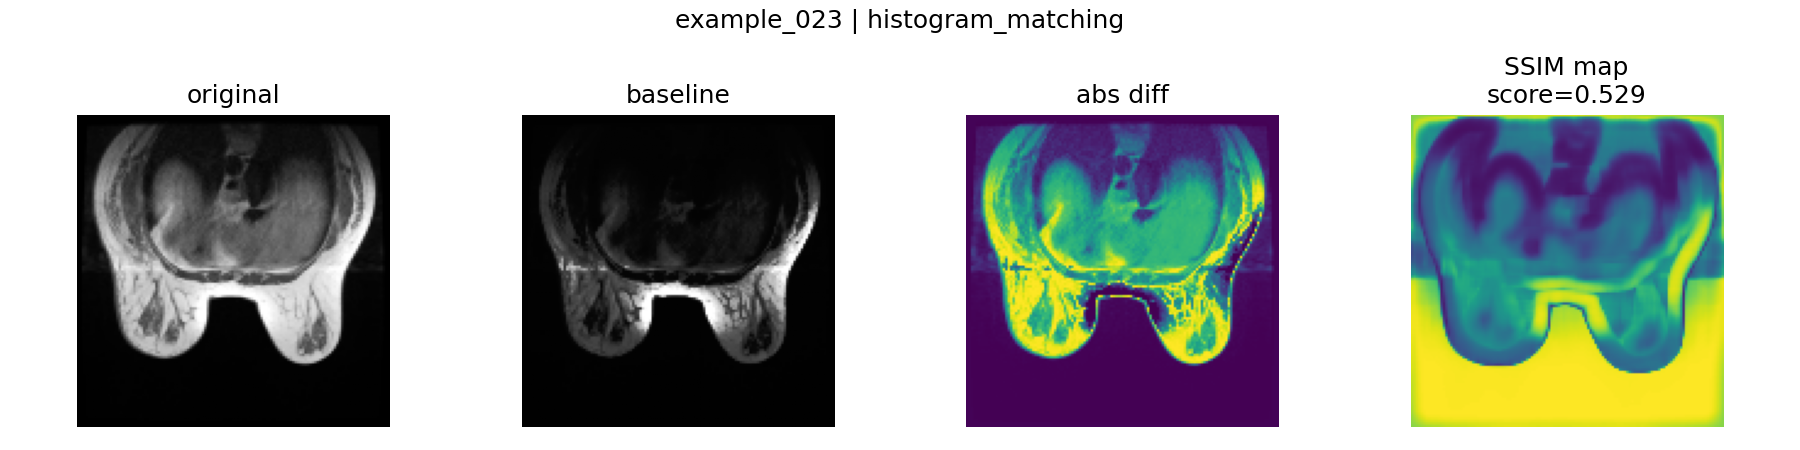 example_023 | histogram_matching
original
baseline
abs diff
SSIM map
score=0.529